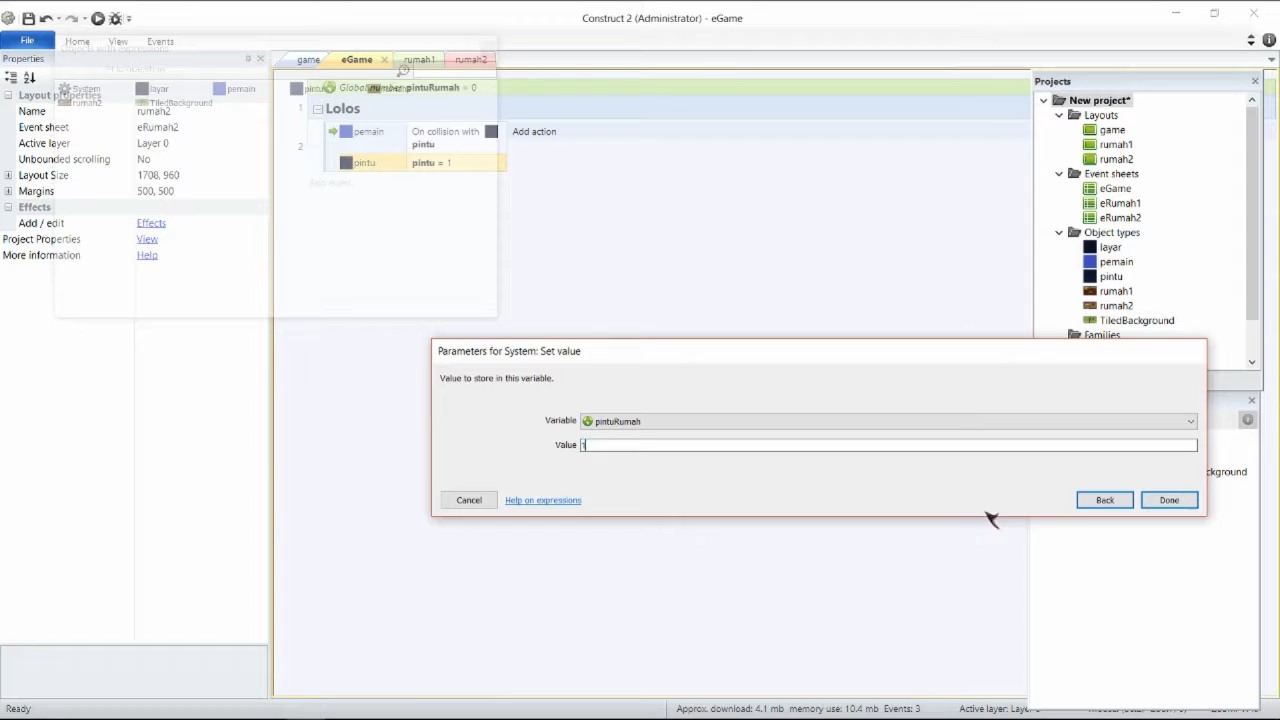 Construct 2 (Administrator) - eGame
File Home View Events
Properties
game eGame rumah1 rumah2
System layar pemain pintu
rumah2 TiledBackground
Layout properties
Name rumah2
Event sheet eRumah2
Active layer Layer 0
Unbounded scrolling No
Layout Size 1708, 960
Margins 500, 500
Effects
Add / edit Effects
Project Properties View
More information Help
Global number pintuRumah = 0
1 Lolos
pemain On collision with pintu Add action
2 pintu pintu = 1
Add event
Projects
New project*
Layouts
game
rumah1
rumah2
Event sheets
eGame
eRumah1
eRumah2
Object types
layar
pemain
pintu
rumah1
rumah2
TiledBackground
Families
Parameters for System: Set value
Value to store in this variable.
Variable pintuRumah
Value 1
Cancel Help on expressions Back Done
ckground
Ready
Approx. download: 4.1 mb memory use: 10.4 mb Events: 3